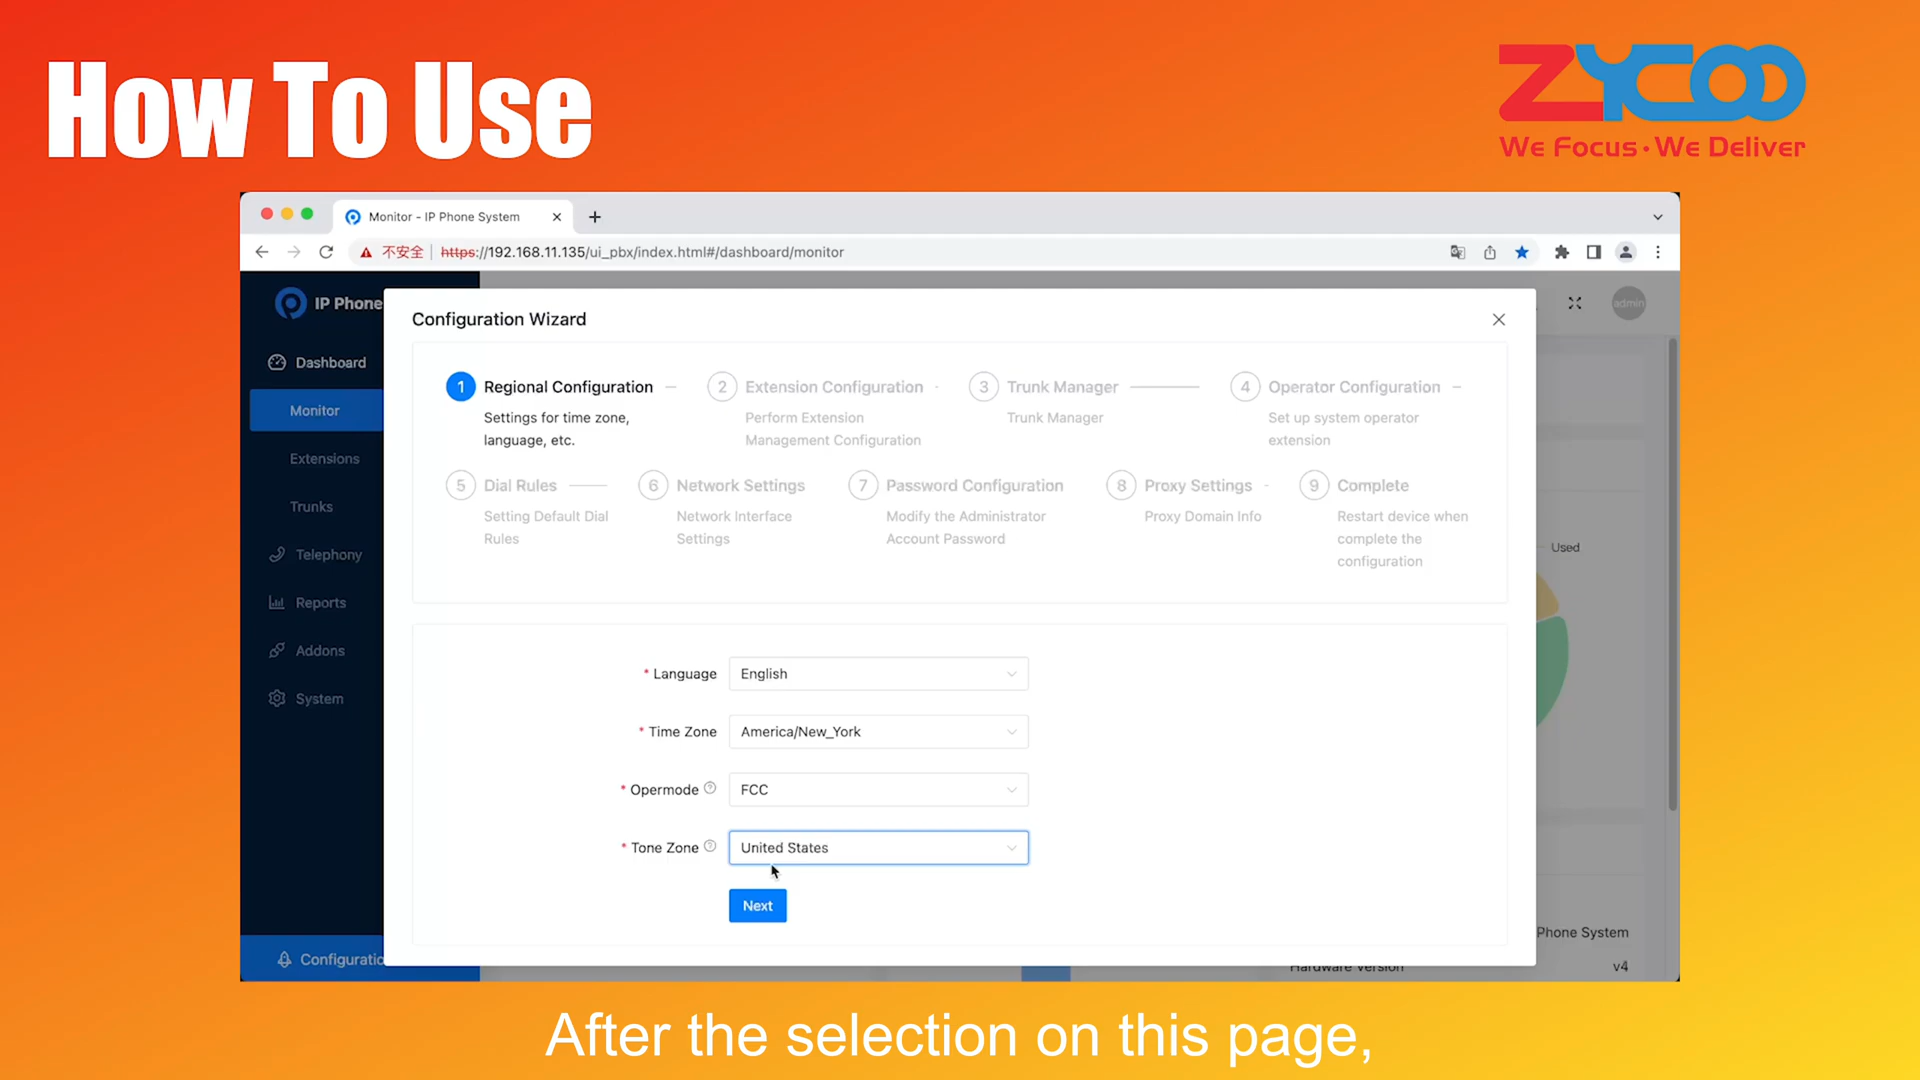 How To Use
ZYCOO
We Focus · We Deliver
Monitor - IP Phone System
不安全
https://192.168.11.135/ui_pbx/index.html#/dashboard/monitor
IP Phone
admin
Dashboard
Monitor
Extensions
Trunks
Telephony
Reports
Addons
System
Configuratio
Configuration Wizard
1 Regional Configuration
Settings for time zone,
language, etc.
2 Extension Configuration
Perform Extension
Management Configuration
3 Trunk Manager
Trunk Manager
4 Operator Configuration
Set up system operator
extension
5 Dial Rules
Setting Default Dial
Rules
6 Network Settings
Network Interface
Settings
7 Password Configuration
Modify the Administrator
Account Password
8 Proxy Settings
Proxy Domain Info
9 Complete
Restart device when
complete the
configuration
* Language English
* Time Zone America/New_York
* Opermode FCC
* Tone Zone United States
Next
Used
Phone System
Hardware Version v4
After the selection on this page,